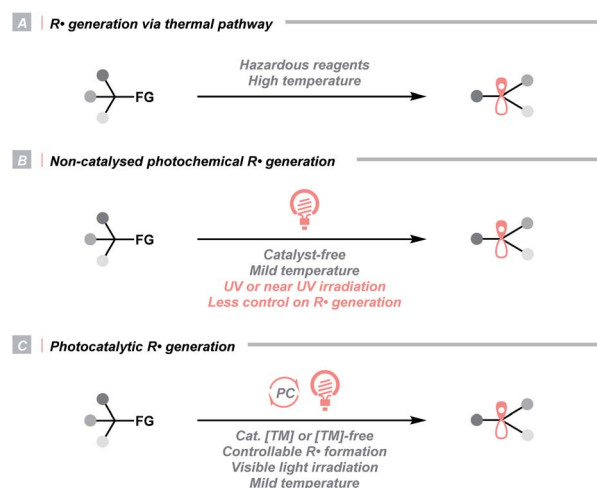 A R• generation via thermal pathway
Hazardous reagents
High temperature
FG
B Non-catalysed photochemical R• generation
FG
Catalyst-free
Mild temperature
UV or near UV irradiation
Less control on R• generation
C Photocatalytic R• generation
PC
FG
Cat. [TM] or [TM]-free
Controllable R• formation
Visible light irradiation
Mild temperature